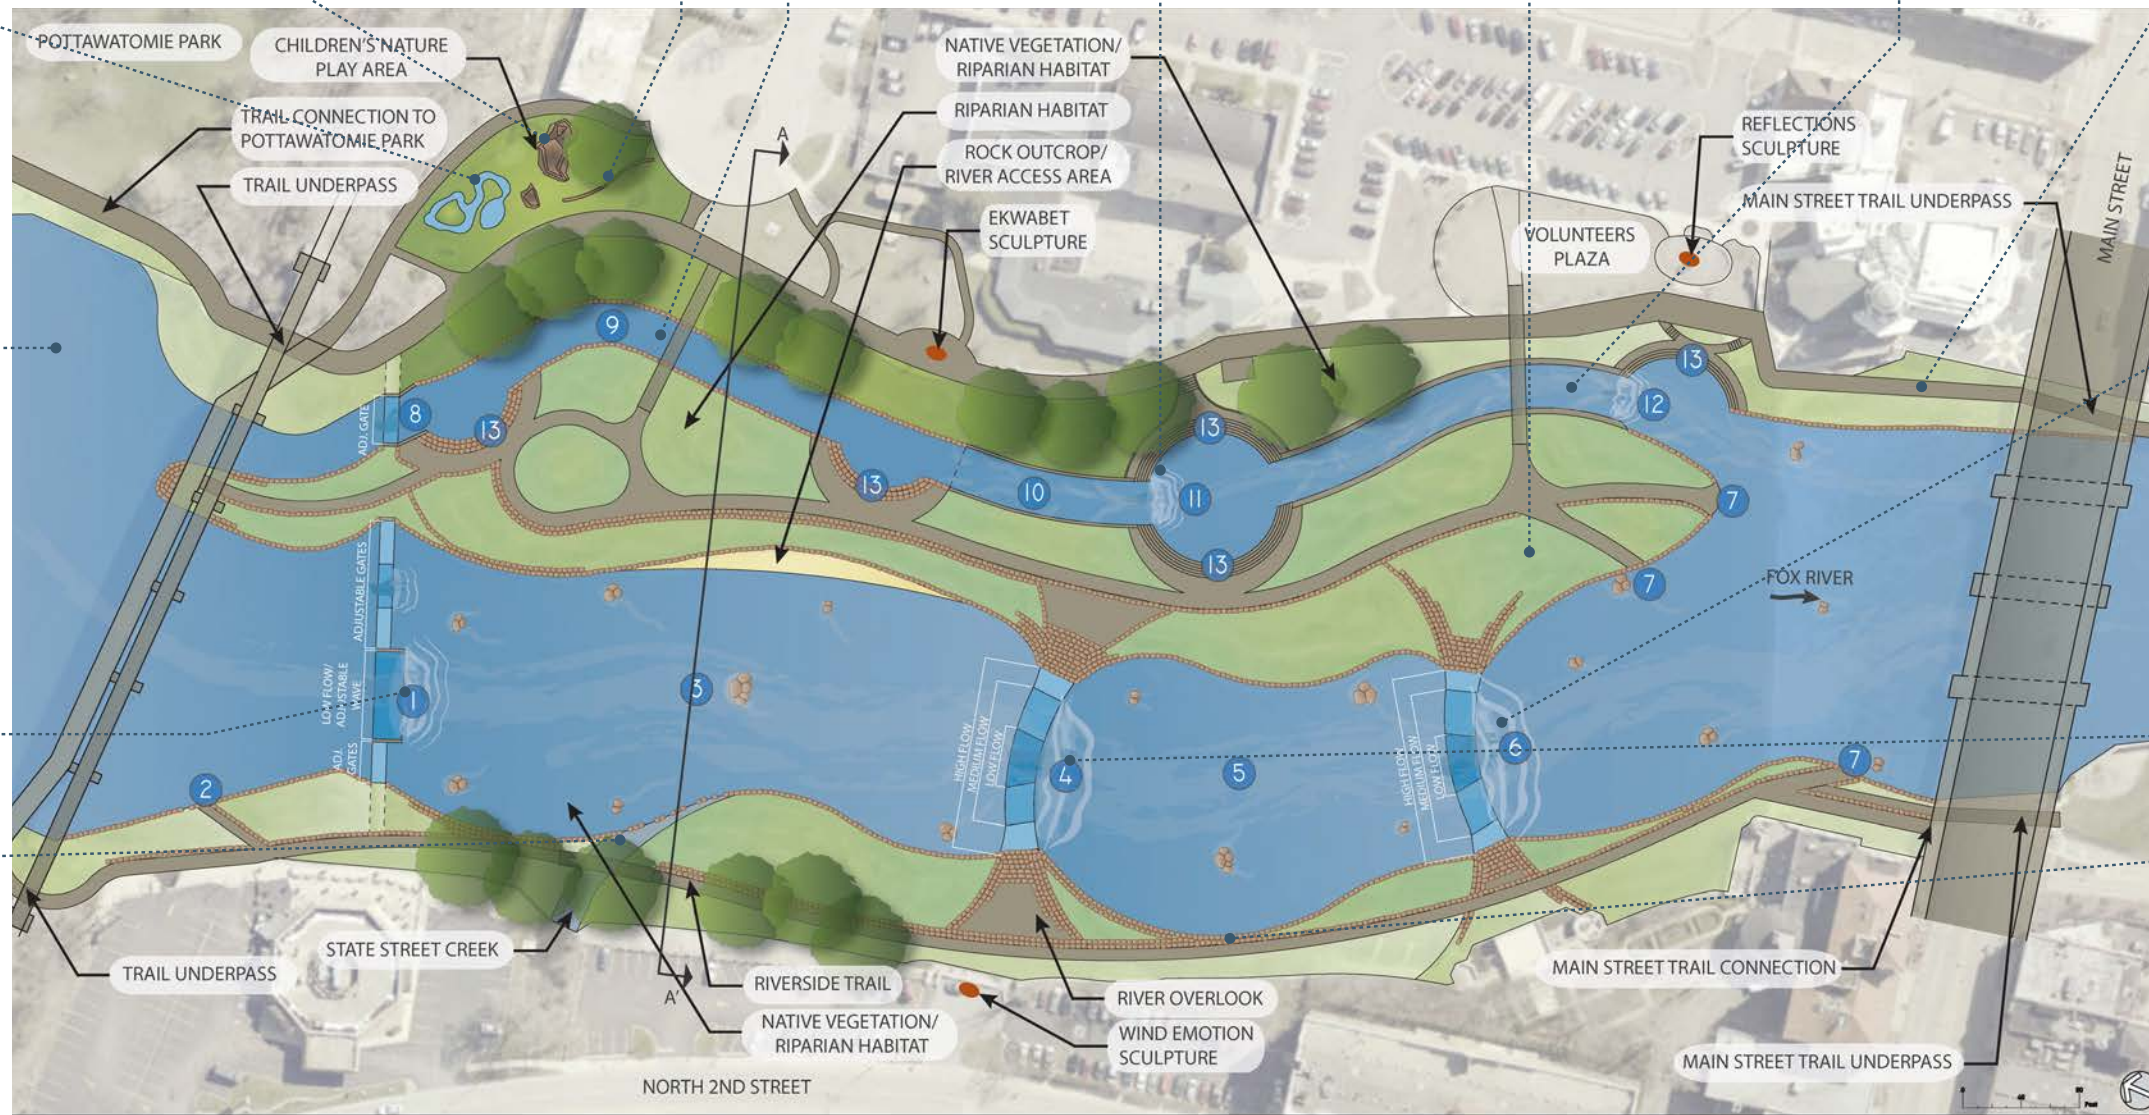 POTTAWATOMIE PARK
CHILDREN'S NATURE
PLAY AREA
TRAIL CONNECTION TO
POTTAWATOMIE PARK
TRAIL UNDERPASS
NATIVE VEGETATION/
RIPARIAN HABITAT
RIPARIAN HABITAT
ROCK OUTCROP/
RIVER ACCESS AREA
EKWABET
SCULPTURE
A
REFLECTIONS
SCULPTURE
MAIN STREET TRAIL UNDERPASS
VOLUNTEERS
PLAZA
MAIN STREET
9
8
ADJ. GATE
13
13
10
11
13
13
12
13
7
7
FOX RIVER
ADJUSTABLE GATES
LOW FLOW/
ADJUSTABLE
WAVE
ADJ.
GATES
1
2
3
HIGH FLOW
MEDIUM FLOW
LOW FLOW
4
5
HIGH FLOW
MEDIUM FLOW
LOW FLOW
6
7
TRAIL UNDERPASS
STATE STREET CREEK
A'
RIVERSIDE TRAIL
NATIVE VEGETATION/
RIPARIAN HABITAT
RIVER OVERLOOK
WIND EMOTION
SCULPTURE
MAIN STREET TRAIL CONNECTION
MAIN STREET TRAIL UNDERPASS
NORTH 2ND STREET